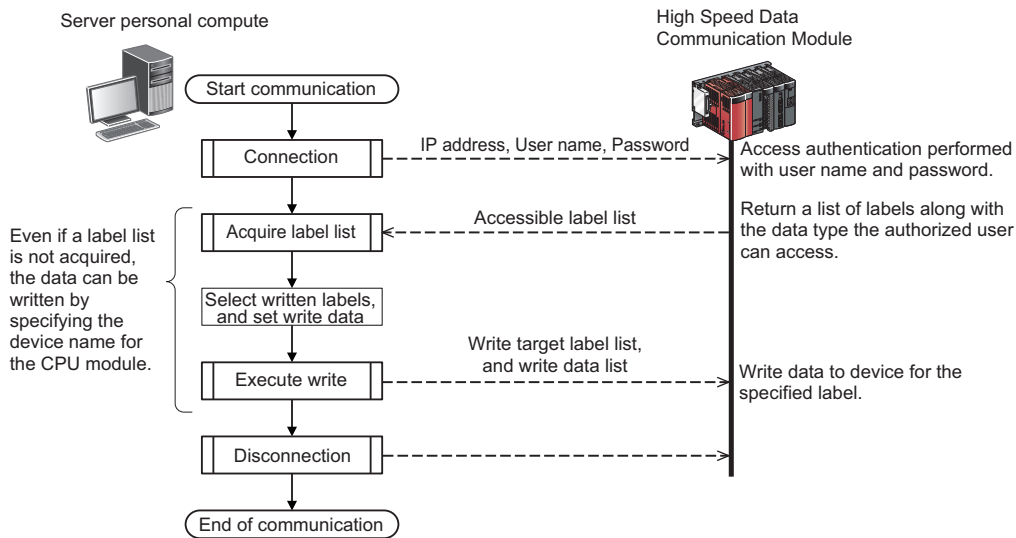 Server personal compute
High Speed Data
Communication Module
Start communication
Connection
IP address, User name, Password
Access authentication performed
with user name and password.
Even if a label list
is not acquired,
the data can be
written by
specifying the
device name for
the CPU module.
Acquire label list
Accessible label list
Return a list of labels along with
the data type the authorized user
can access.
Select written labels,
and set write data
Execute write
Write target label list,
and write data list
Write data to device for the
specified label.
Disconnection
End of communication